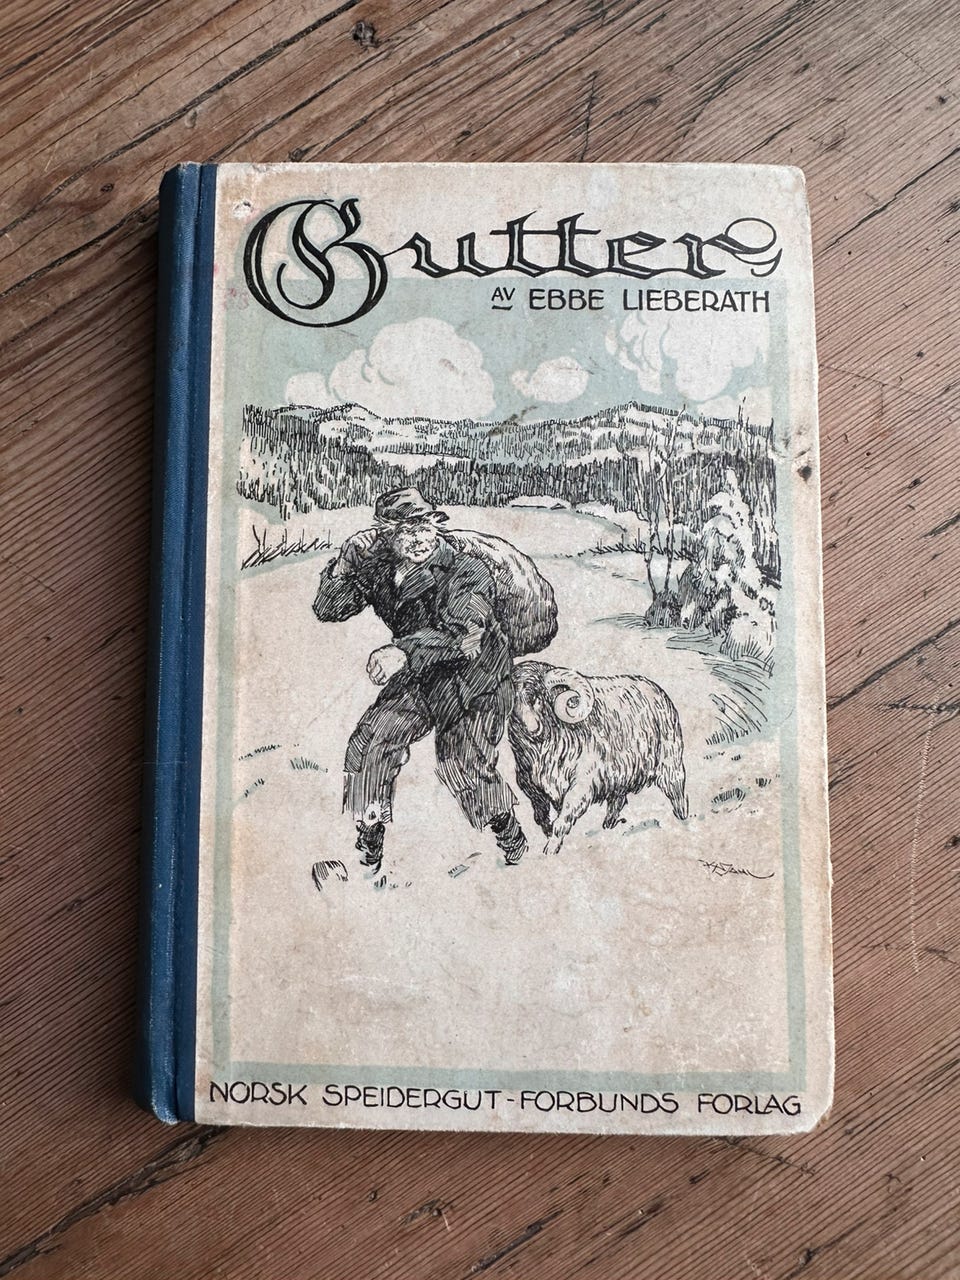 Gutter
AV EBBE LIEBERATH
NORSK SPEIDERGUT-FORBUNDS FORLAG